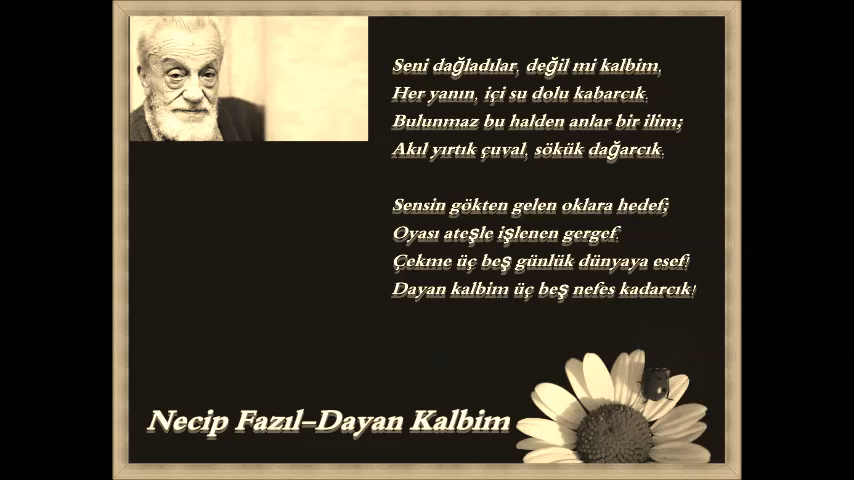 Seni dağladılar, değil mi kalbim,
Her yanın, içi su dolu kabarcık.
Bulunmaz bu halden anlar bir ilim;
Akıl yırtık çuval, sökük dağarcık.
Sensin gökten gelen oklara hedef;
Oyası ateşle işlenen gergef.
Çekme üç beş günlük dünyaya esef!
Dayan kalbim üç beş nefes kadarcık!
Necip Fazıl-Dayan Kalbim